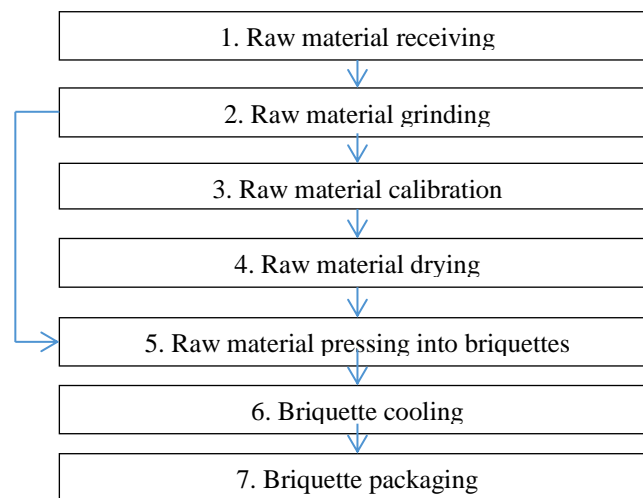 1. Raw material receiving
2. Raw material grinding
3. Raw material calibration
4. Raw material drying
5. Raw material pressing into briquettes
6. Briquette cooling
7. Briquette packaging